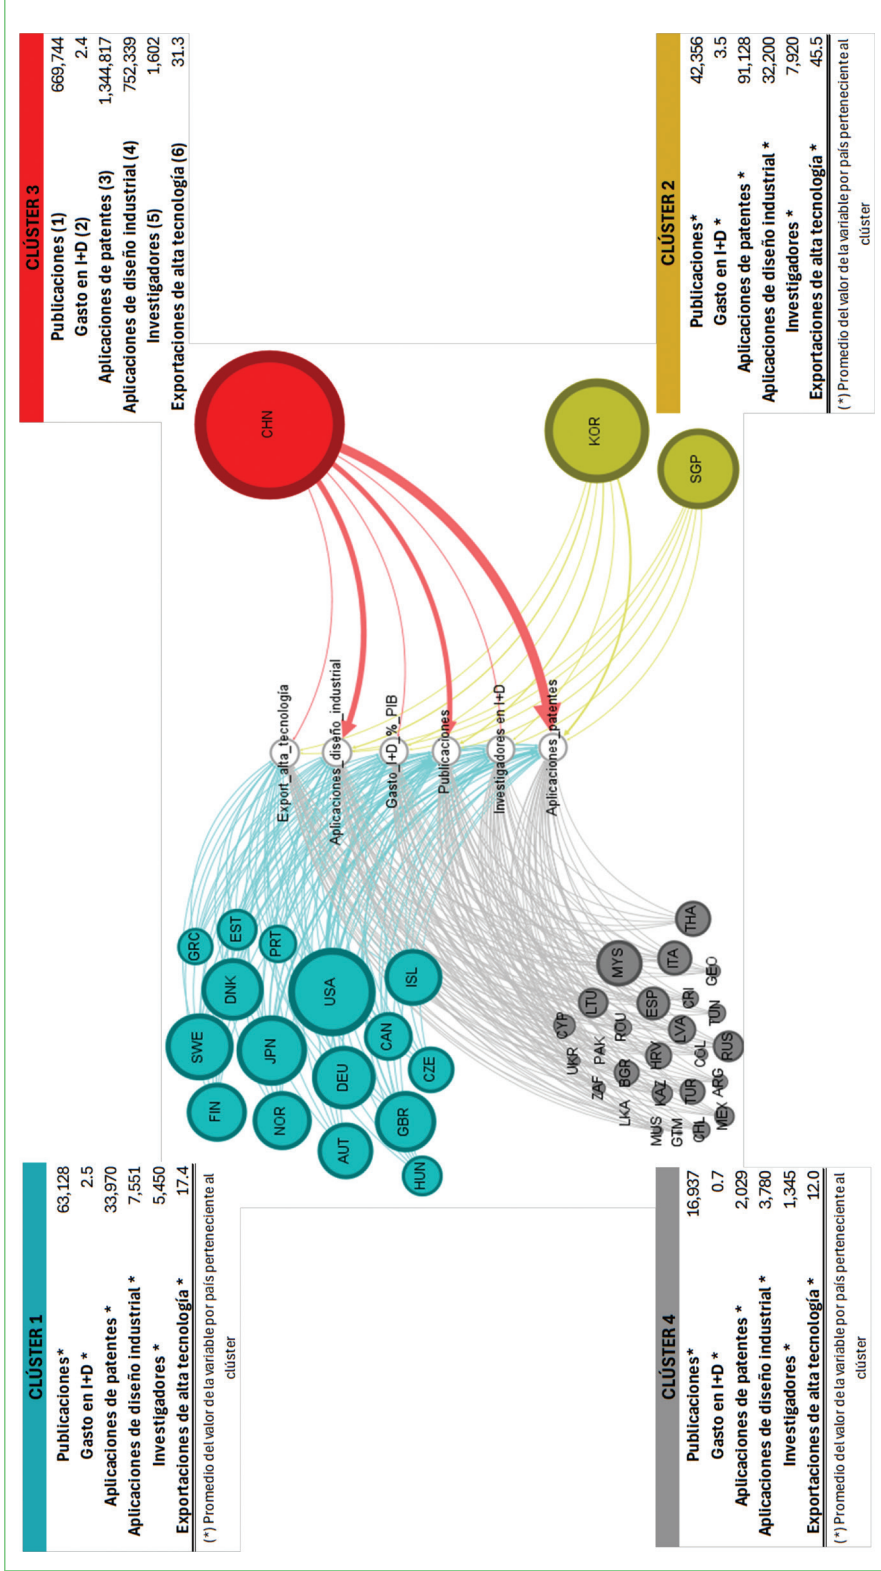 CLÚSTER 1
Publicaciones* 63,128
Gasto en I+D * 2.5
Aplicaciones de patentes * 33,970
Aplicaciones de diseño industrial * 7,551
Investigadores * 5,450
Exportaciones de alta tecnología * 17.4
(*) Promedio del valor de la variable por país perteneciente al
clúster
CLÚSTER 3
Publicaciones (1) 669,744
Gasto en I+D (2) 2.4
Aplicaciones de patentes (3) 1,344,817
Aplicaciones de diseño industrial (4) 752,339
Investigadores (5) 1,602
Exportaciones de alta tecnología (6) 31.3
GRC
EST
PRT
SWE
DNK
USA
ISL
JPN
CAN
FIN
DEU
CZE
NOR
GBR
AUT
HUN
Export_alta_tecnología
Aplicaciones_diseño_industrial
Gasto_I+D_%_PIB
Publicaciones
Investigadores en I+D
Aplicaciones_patentes
CHN
KOR
SGP
THA
MYS
ITA
GEO
LTU
ESP
CRI
TUN
CYP
ROU
LVA
UKR
PAK
HRV
COL
RUS
ZAF
BGR
KAZ
TUR
ARG
LKA
MUS
GTM
CHL
MEX
CLÚSTER 4
Publicaciones* 16,937
Gasto en I+D * 0.7
Aplicaciones de patentes * 2,029
Aplicaciones de diseño industrial * 3,780
Investigadores * 1,345
Exportaciones de alta tecnología * 12.0
(*) Promedio del valor de la variable por país perteneciente al
clúster
CLÚSTER 2
Publicaciones* 42,356
Gasto en I+D * 3.5
Aplicaciones de patentes * 91,128
Aplicaciones de diseño industrial * 32,200
Investigadores * 7,920
Exportaciones de alta tecnología * 45.5
(*) Promedio del valor de la variable por país perteneciente al
clúster